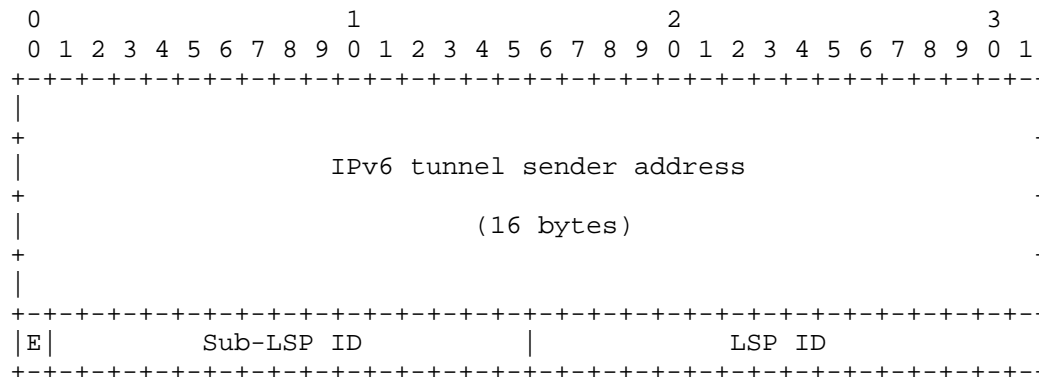 0                   1                   2                   3
0 1 2 3 4 5 6 7 8 9 0 1 2 3 4 5 6 7 8 9 0 1 2 3 4 5 6 7 8 9 0 1
+-+-+-+-+-+-+-+-+-+-+-+-+-+-+-+-+-+-+-+-+-+-+-+-+-+-+-+-+-+-+-+-+-
|
+                                                               -
|                   IPv6 tunnel sender address
+                                                               -
|                            (16 bytes)
+                                                               -
|
+-+-+-+-+-+-+-+-+-+-+-+-+-+-+-+-+-+-+-+-+-+-+-+-+-+-+-+-+-+-+-+-+-
|E|         Sub-LSP ID          |            LSP ID
+-+-+-+-+-+-+-+-+-+-+-+-+-+-+-+-+-+-+-+-+-+-+-+-+-+-+-+-+-+-+-+-+-